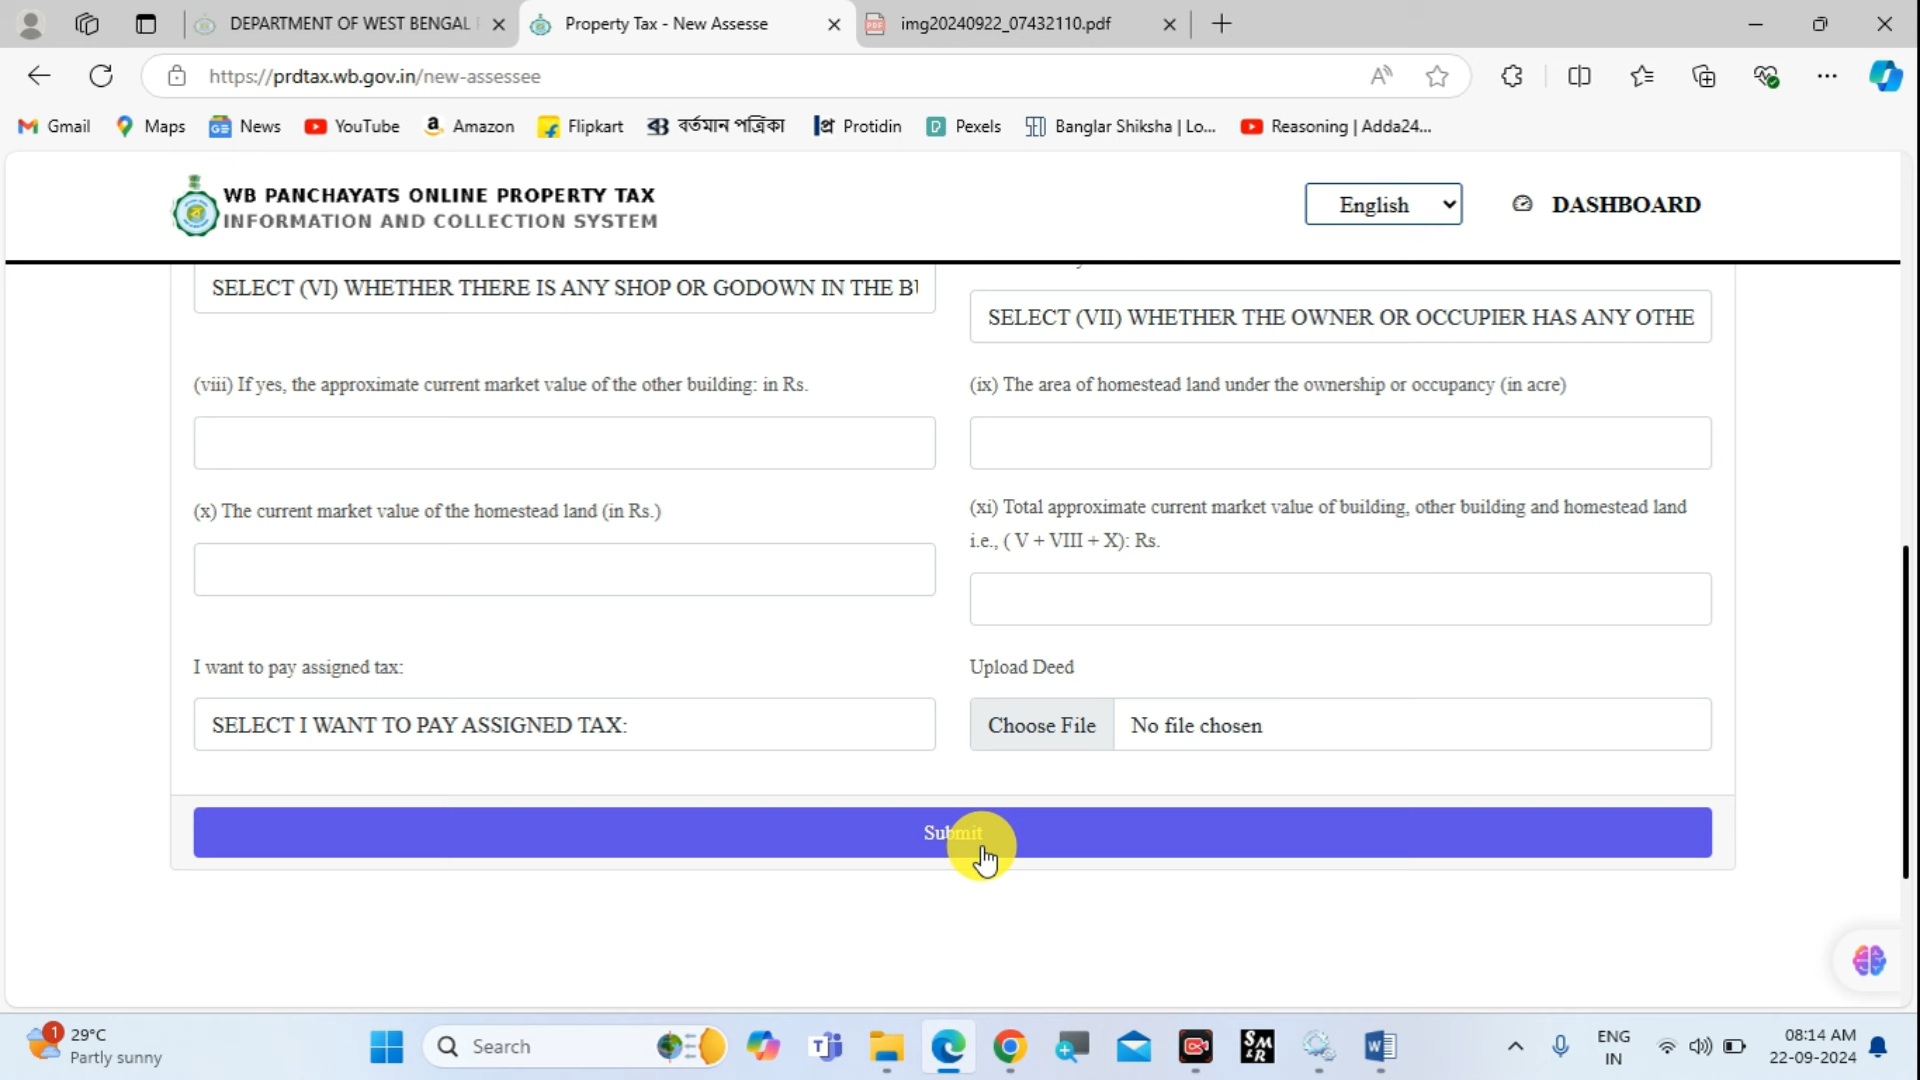 DEPARTMENT OF WEST BENGAL
Property Tax - New Assesse
img20240922_07432110.pdf
https://prdtax.wb.gov.in/new-assessee
Gmail
Maps
News
YouTube
Amazon
Flipkart
বর্তমান পত্রিকা
Protidin
Pexels
Banglar Shiksha | Lo...
Reasoning | Adda24...
WB PANCHAYATS ONLINE PROPERTY TAX
INFORMATION AND COLLECTION SYSTEM
English
DASHBOARD
SELECT (VI) WHETHER THERE IS ANY SHOP OR GODOWN IN THE
SELECT (VII) WHETHER THE OWNER OR OCCUPIER HAS ANY OTHE
(viii) If yes, the approximate current market value of the other building: in Rs.
(ix) The area of homestead land under the ownership or occupancy (in acre)
(x) The current market value of the homestead land (in Rs.)
(xi) Total approximate current market value of building, other building and homestead land
i.e., ( V + VIII + X): Rs.
I want to pay assigned tax:
Upload Deed
SELECT I WANT TO PAY ASSIGNED TAX:
Choose File No file chosen
Submit
1
29°C
Partly sunny
Search
SM
&R
ENG
IN
08:14 AM
22-09-2024